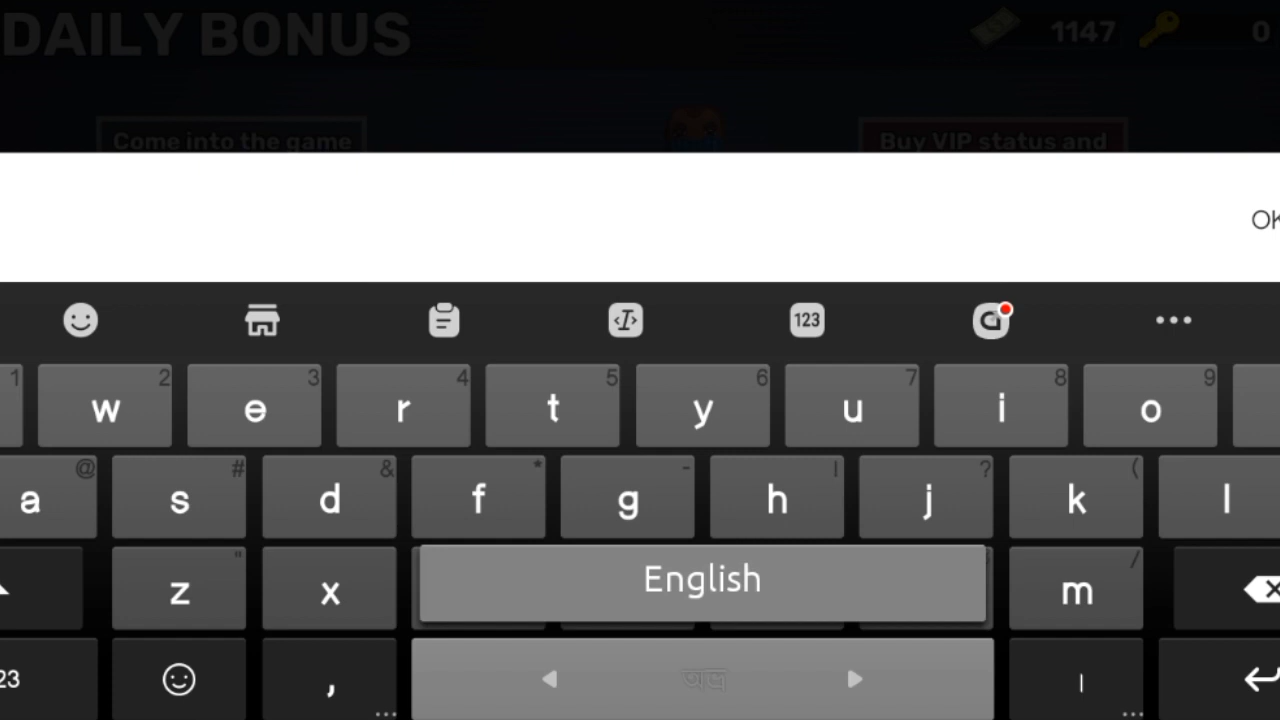 DAILY BONUS 1147 0
Come into the game Buy VIP status and
OK
123
1 w 2 e 3 r 4 t 5 y 6 u 7 i 8 o 9
a @ s # d & f * g - h | j ? k ( l
z " x English m /
23 , অভ্র ।